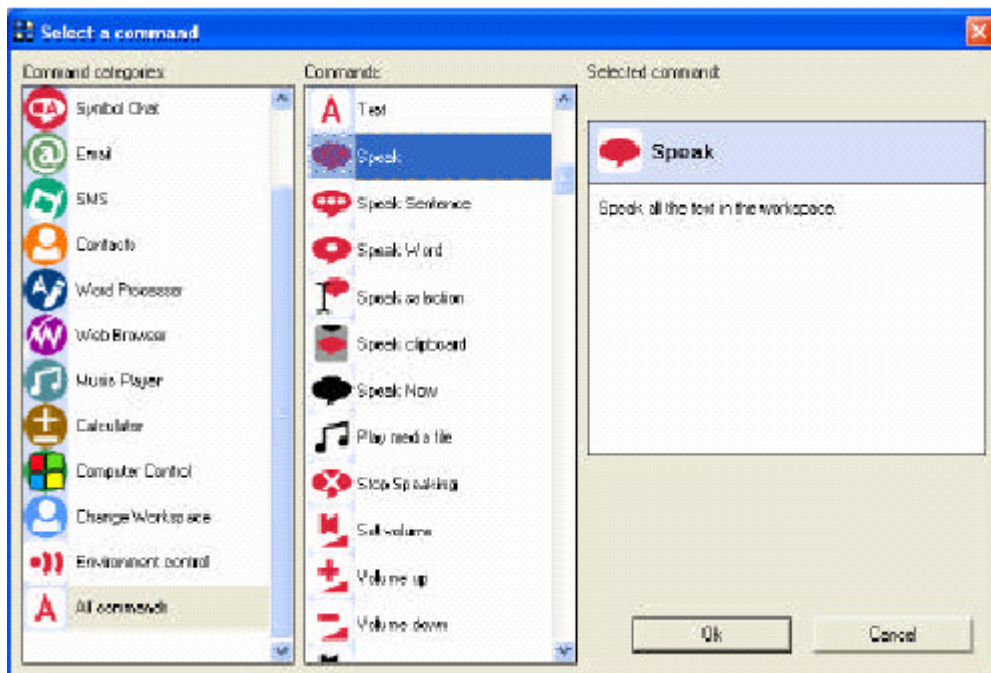 Select a command
Command categories:
Symbol Chat
Email
SMS
Contacts
Word Processor
Web Browser
Music Player
Calculator
Computer Control
Change Workspace
Environment control
All commands
Commands:
Text
Speak
Speak Sentence
Speak Word
Speak selection
Speak clipboard
Speak Now
Play media file
Stop Speaking
Set volume
Volume up
Volume down
Selected command:
Speak
Speak all the text in the workspace.
Ok
Cancel